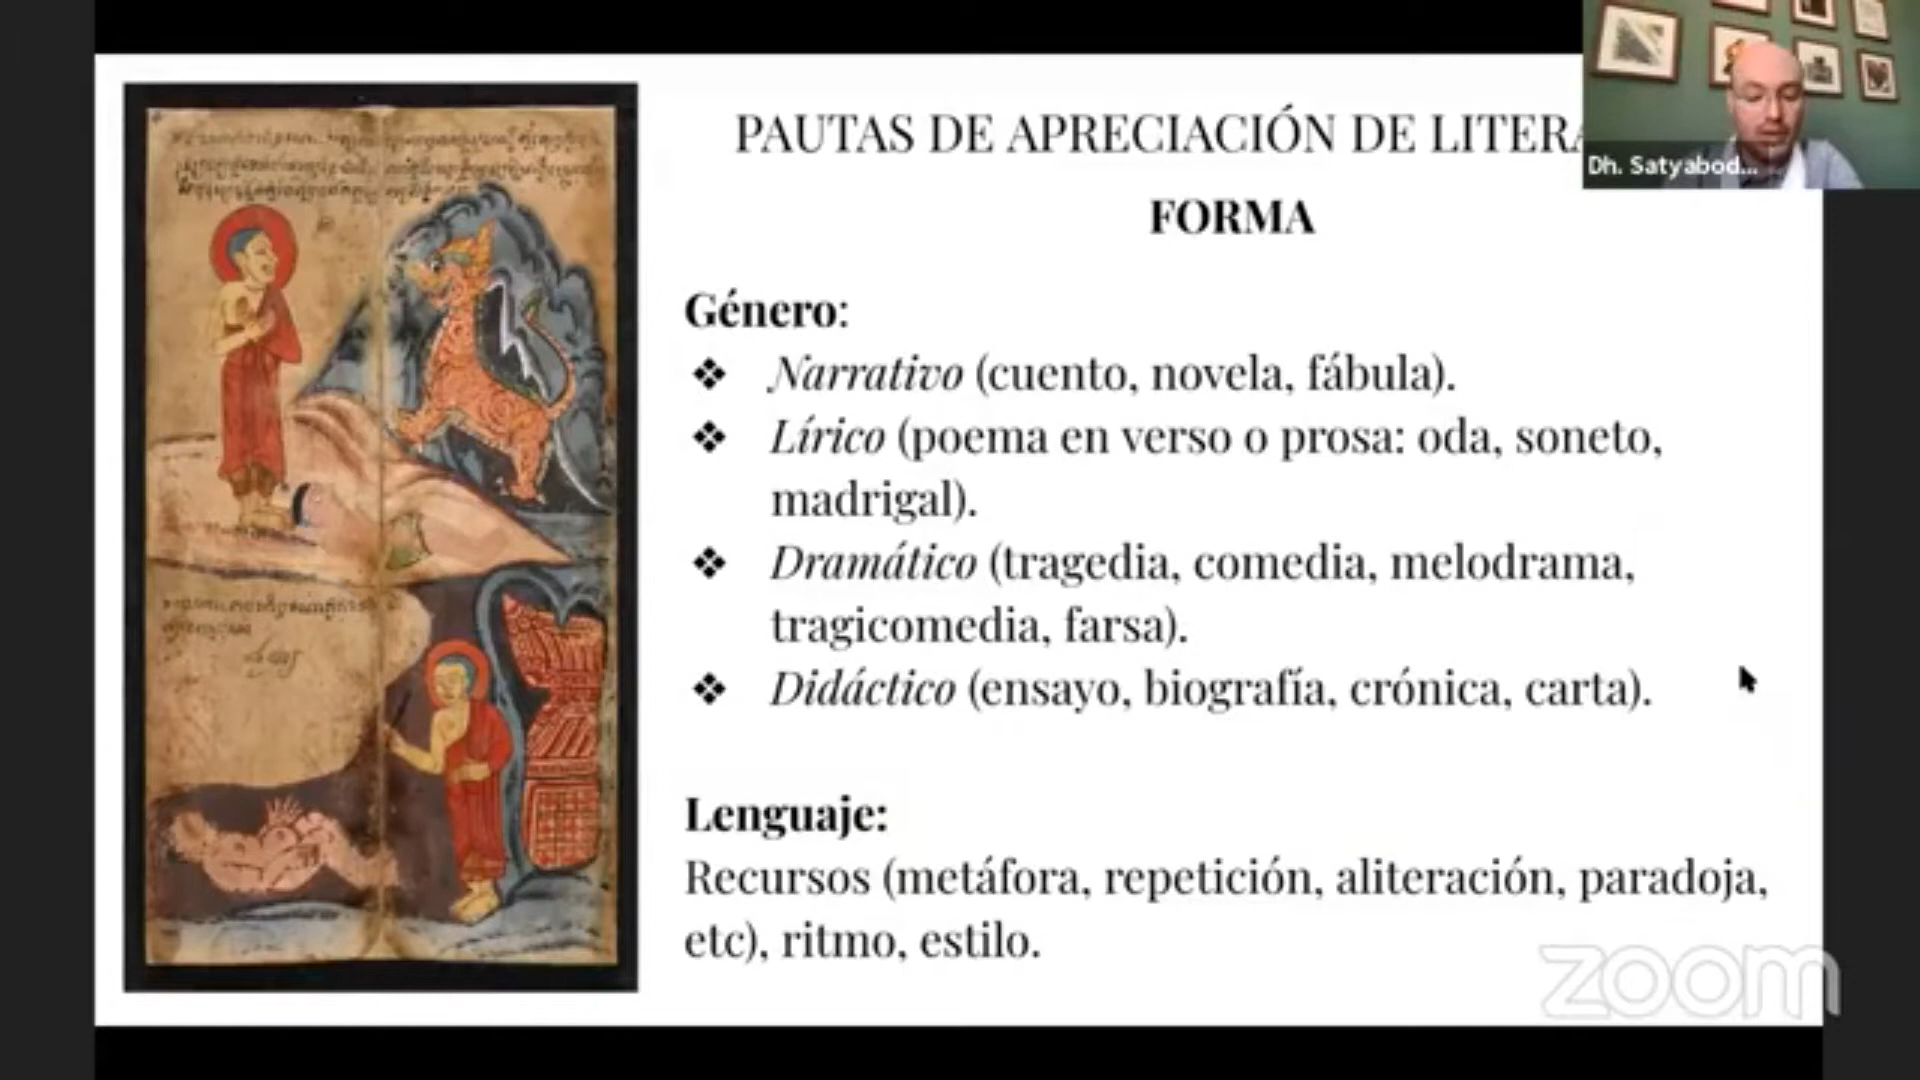 PAUTAS DE APRECIACIÓN DE LITERA
Dh. Satyabod...
FORMA
Género:
❖ Narrativo (cuento, novela, fábula).
❖ Lírico (poema en verso o prosa: oda, soneto,
madrigal).
❖ Dramático (tragedia, comedia, melodrama,
tragicomedia, farsa).
❖ Didáctico (ensayo, biografía, crónica, carta).
Lenguaje:
Recursos (metáfora, repetición, aliteración, paradoja,
etc), ritmo, estilo.
zoom